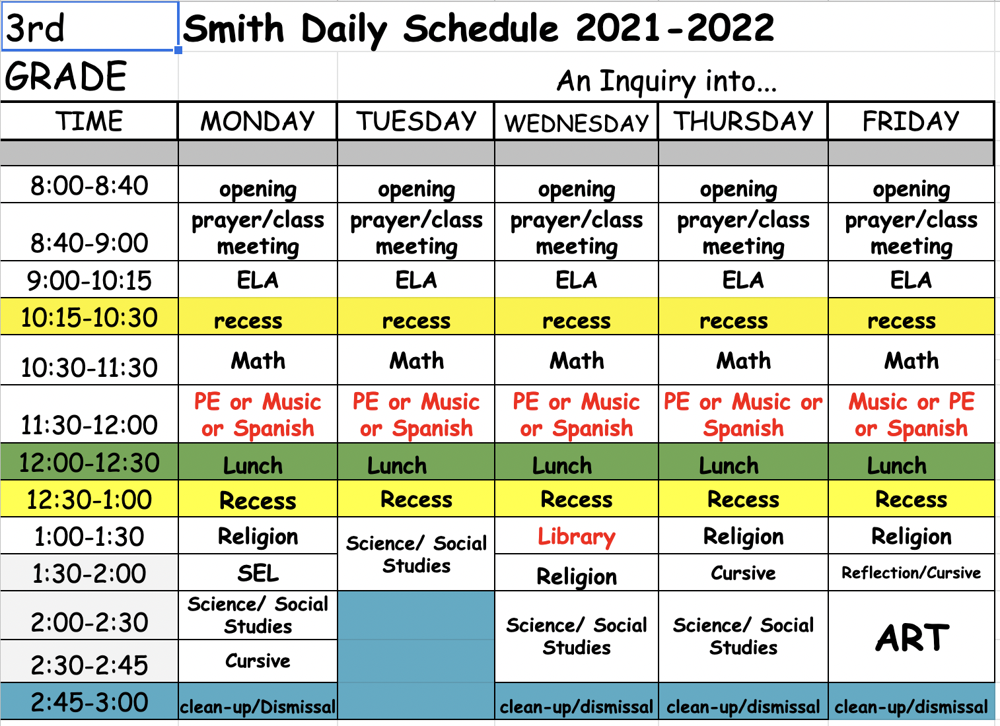 3rd Smith Daily Schedule 2021-2022
GRADE An Inquiry into...
TIME MONDAY TUESDAY WEDNESDAY THURSDAY FRIDAY
8:00-8:40 opening opening opening opening opening
prayer/class prayer/class prayer/class prayer/class prayer/class
8:40-9:00 meeting meeting meeting meeting meeting
9:00-10:15 ELA ELA ELA ELA ELA
10:15-10:30 recess recess recess recess recess
10:30-11:30 Math Math Math Math Math
PE or Music PE or Music PE or Music PE or Music or Music or PE
11:30-12:00 or Spanish or Spanish or Spanish Spanish or Spanish
12:00-12:30 Lunch Lunch Lunch Lunch Lunch
12:30-1:00 Recess Recess Recess Recess Recess
1:00-1:30 Religion Science/ Social Library Religion Religion
Studies
1:30-2:00 SEL Religion Cursive Reflection/Cursive
Science/ Social
2:00-2:30 Studies Science/ Social Science/ Social ART
Studies Studies
2:30-2:45 Cursive
2:45-3:00 clean-up/Dismissal clean-up/dismissal clean-up/dismissal clean-up/dismissal